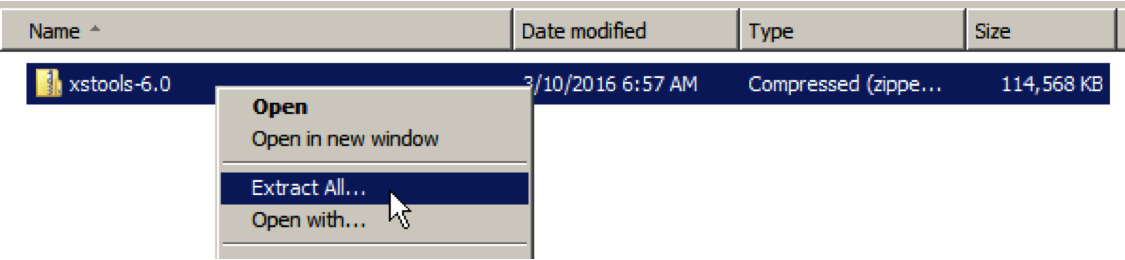 Name Date modified Type Size
xstools-6.0 3/10/2016 6:57 AM Compressed (zippe... 114,568 KB
Open
Open in new window
Extract All...
Open with...